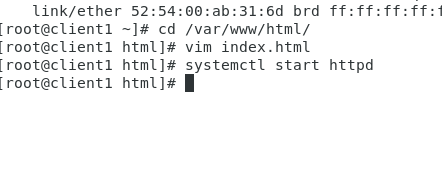 link/ether 52:54:00:ab:31:6d brd ff:ff:ff:ff:f
[root@client1 ~]# cd /var/www/html/
[root@client1 html]# vim index.html
[root@client1 html]# systemctl start httpd
[root@client1 html]#